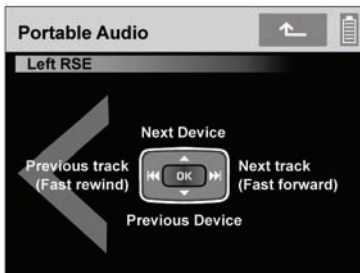 Portable Audio
Left RSE
Next Device
Previous track
(Fast rewind)
OK
Next track
(Fast forward)
Previous Device